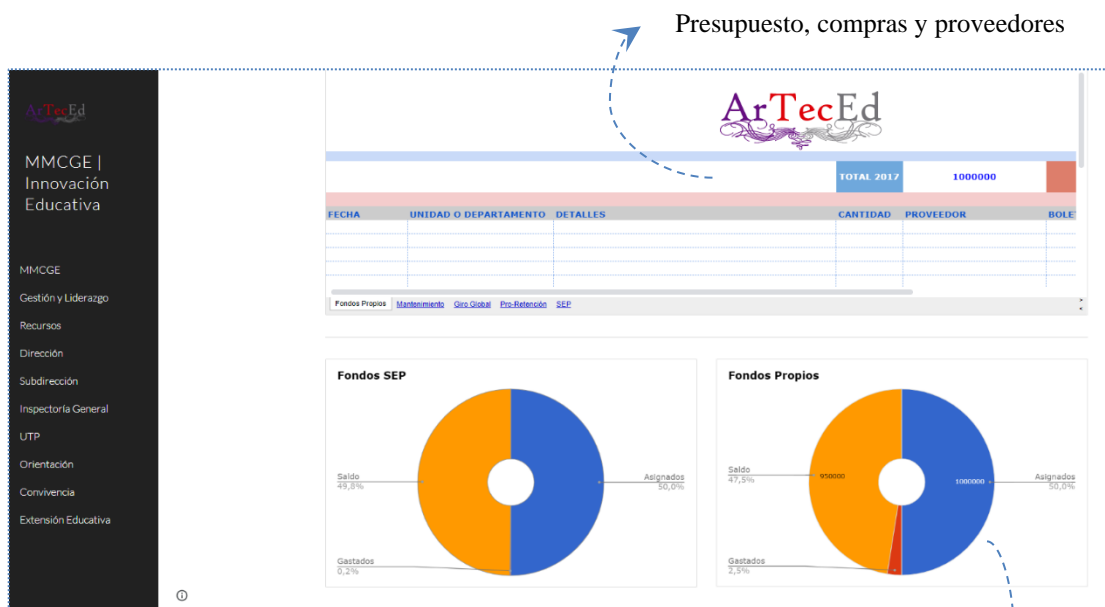 Presupuesto, compras y proveedores
ArTecEd
ArTecEd
MMCGE |
Innovación
Educativa
TOTAL 2017 1000000
FECHA UNIDAD O DEPARTAMENTO DETALLES CANTIDAD PROVEEDOR BOLE
MMCGE
Gestión y Liderazgo
Recursos
Dirección
Subdirección
Inspectoría General
UTP
Orientación
Convivencia
Extensión Educativa
Fondos Propios Mantenimiento Giro Global Pro-Retención SEP
Fondos SEP
Saldo
49,8%
Asignados
50,0%
Gastados
0,2%
Fondos Propios
Saldo
47,5%
950000
1000000
Asignados
50,0%
Gastados
2,5%